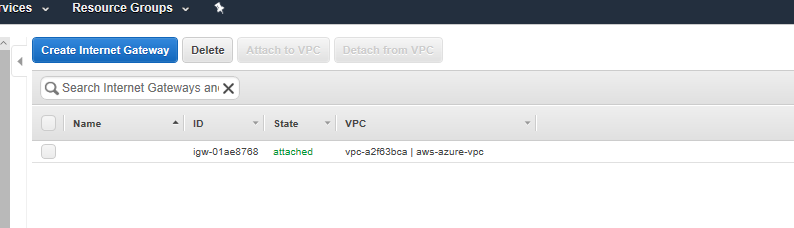 rvices Resource Groups
Create Internet Gateway Delete Attach to VPC Detach from VPC
Search Internet Gateways and
Name ID State VPC
igw-01ae8768 attached vpc-a2f63bca | aws-azure-vpc